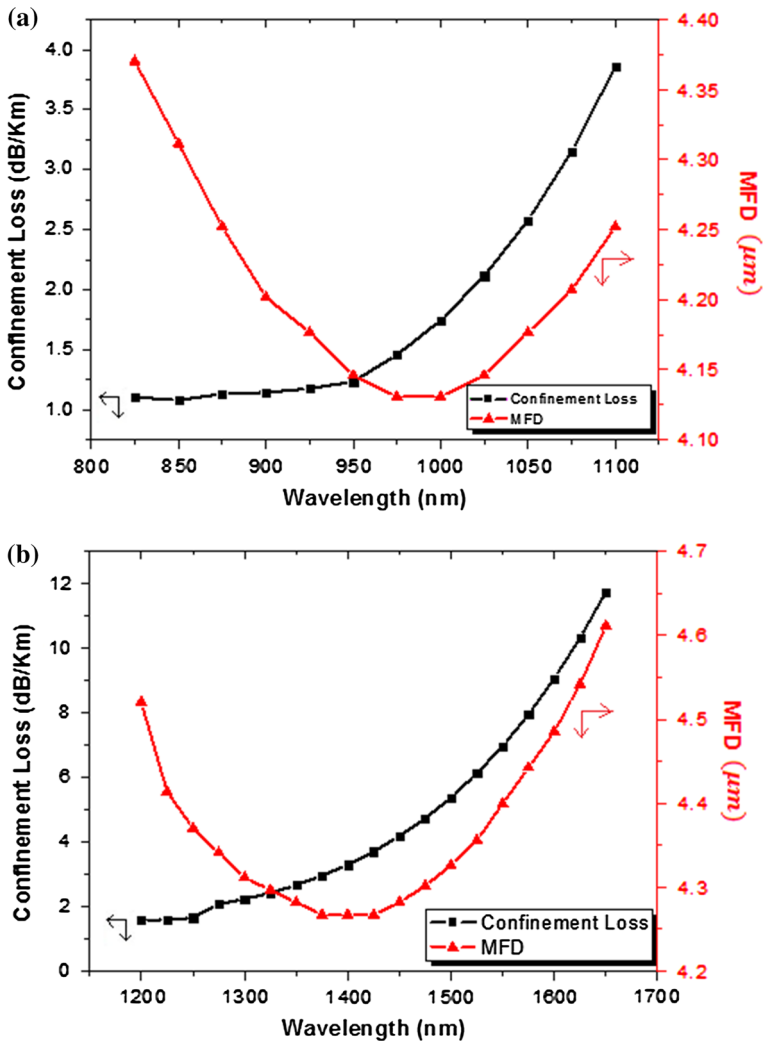 (a)
4.0
3.5
3.0
2.5
2.0
1.5
1.0
Confinement Loss (dB/Km)
4.40
4.35
4.30
4.25
4.20
4.15
4.10
MFD (μm)
Confinement Loss
MFD
800 850 900 950 1000 1050 1100
Wavelength (nm)
(b)
12
10
8
6
4
2
0
Confinement Loss (dB/Km)
4.7
4.6
4.5
4.4
4.3
4.2
MFD (μm)
Confinement Loss
MFD
1200 1300 1400 1500 1600 1700
Wavelength (nm)